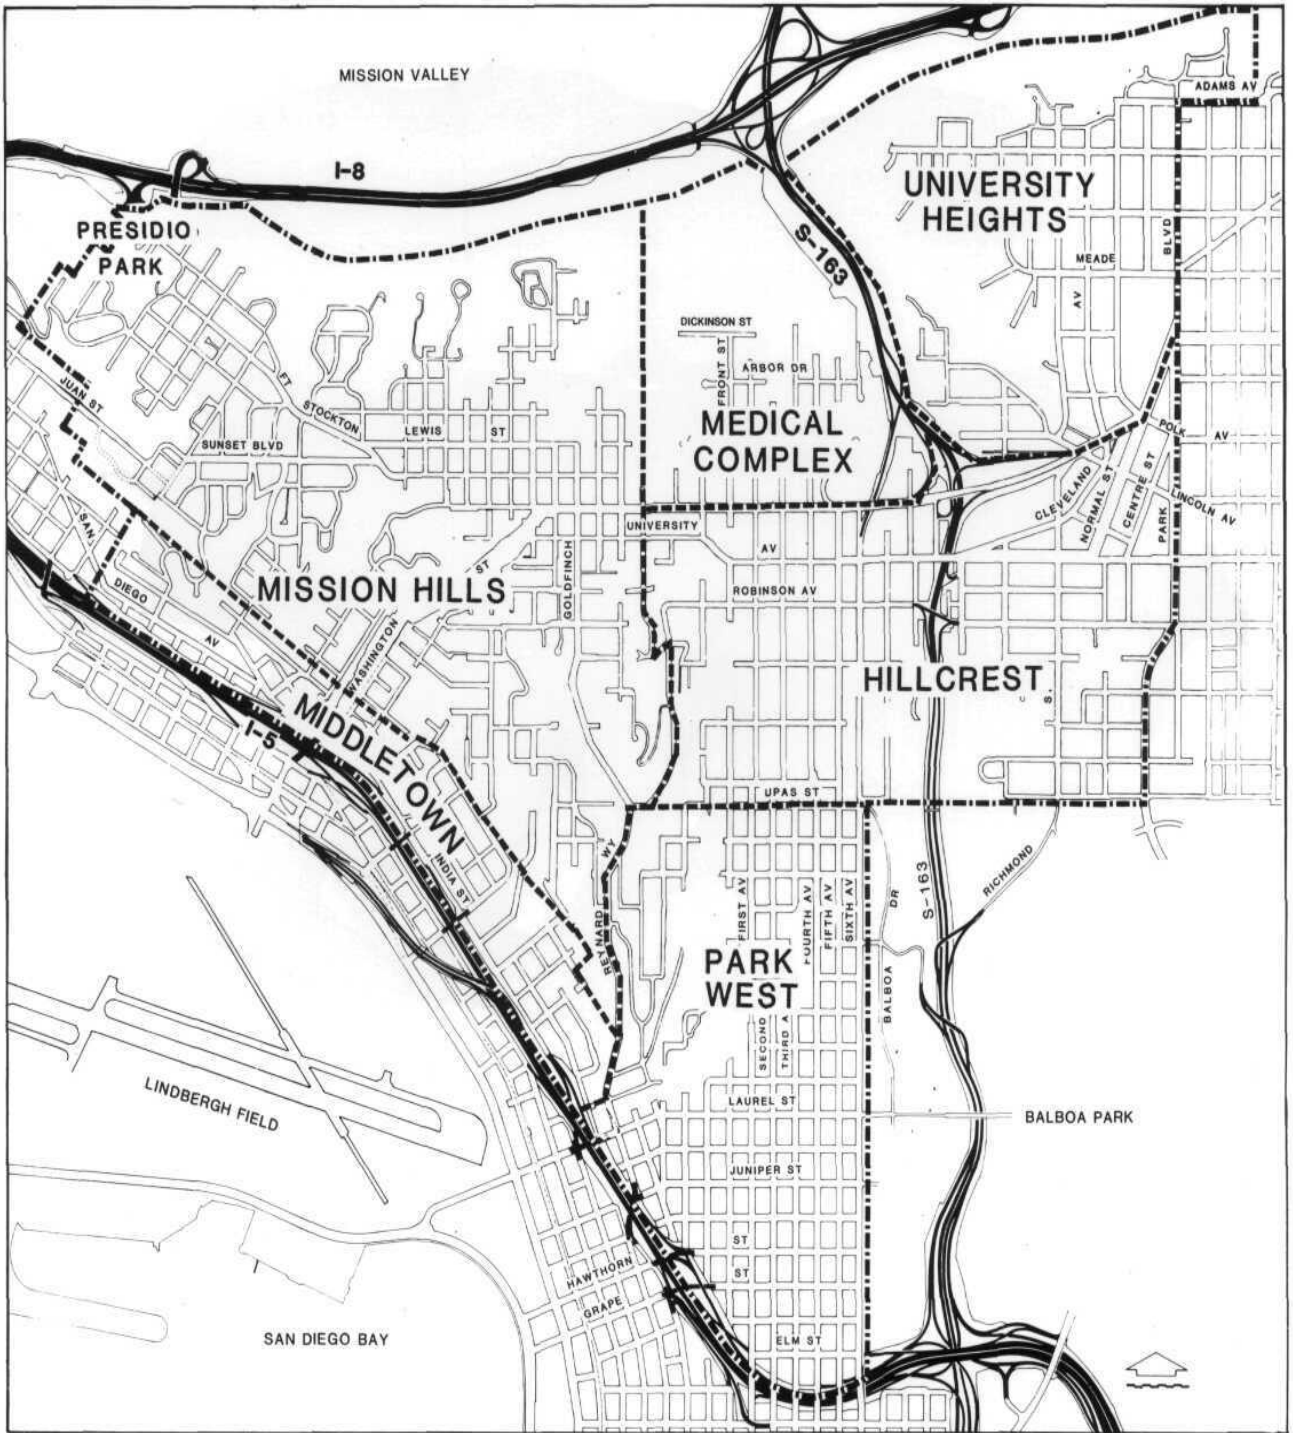 MISSION VALLEY
ADAMS AV
I-8
UNIVERSITY
HEIGHTS
PRESIDIO
PARK
S-163
BLVD
MEADE
AV
DICKINSON ST
FRONT ST
ARBOR DR
JUAN ST
FT
STOCKTON
LEWIS ST
SUNSET BLVD
MEDICAL
COMPLEX
POLK AV
CLEVELAND
NORMAL ST
CENTRE ST
PARK
LINCOLN AV
SAN
DIEGO
AV
UNIVERSITY
AV
MISSION HILLS
ST
GOLDFINCH
ROBINSON AV
WASHINGTON
HILLCREST
S.
MIDDLETOWN
I-5
UPAS ST
INDIA ST
REYNARD WY
FIRST AV
FOURTH AV
FIFTH AV
SIXTH AV
DR
BALBOA
S-163
RICHMOND
PARK
WEST
SECOND
THIRD A
LINDBERGH FIELD
LAUREL ST
BALBOA PARK
JUNIPER ST
ST
ST
HAWTHORN
GRAPE
SAN DIEGO BAY
ELM ST